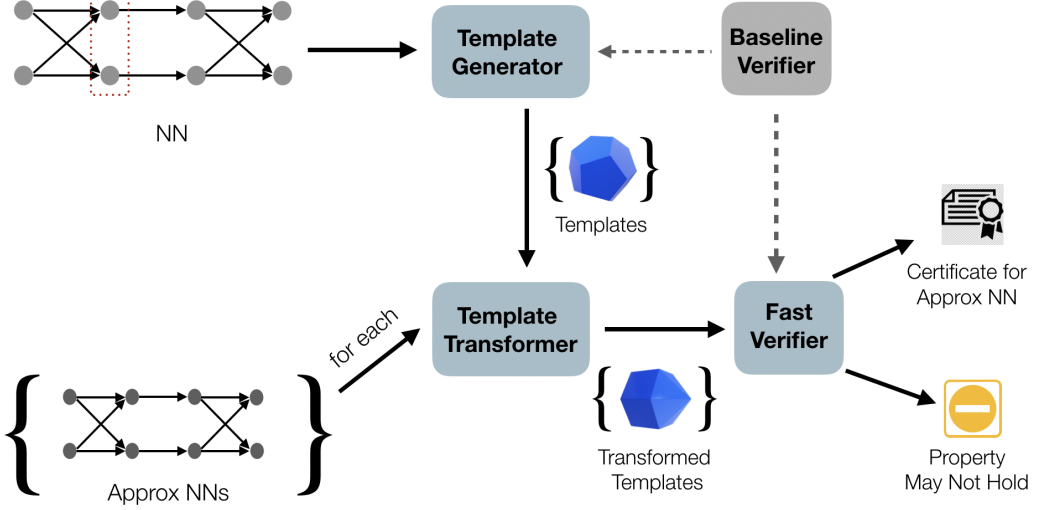 Template
Generator
Baseline
Verifier
NN
{ }
Templates
Certificate for
Approx NN
for each
Template
Transformer
Fast
Verifier
{ }
{ }
Transformed
Templates
Property
May Not Hold
Approx NNs